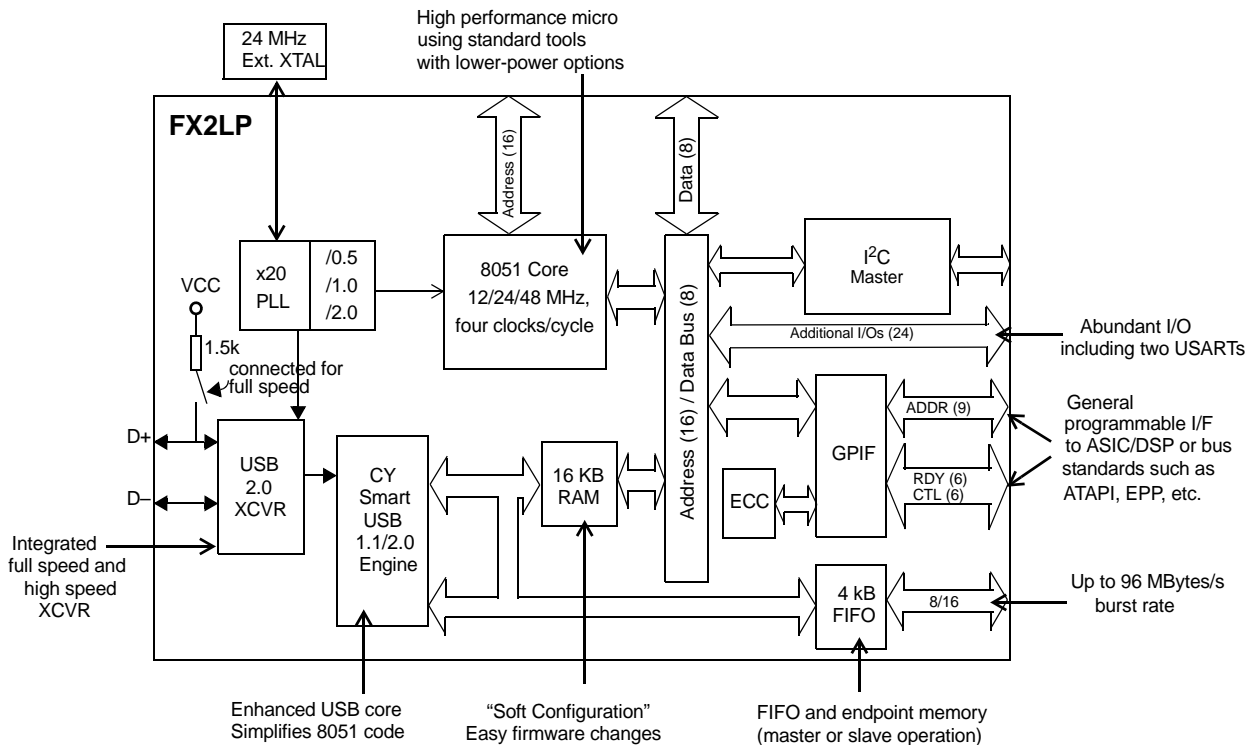 High performance micro
using standard tools
with lower-power options
24 MHz
Ext. XTAL
FX2LP
Address (16)
Data (8)
x20
PLL
/0.5
/1.0
/2.0
8051 Core
12/24/48 MHz,
four clocks/cycle
I²C
Master
VCC
1.5k
connected for
full speed
Additional I/Os (24)
Abundant I/O
including two USARTs
Address (16) / Data Bus (8)
D+
D–
USB
2.0
XCVR
CY
Smart
USB
1.1/2.0
Engine
16 KB
RAM
ECC
GPIF
ADDR (9)
RDY (6)
CTL (6)
General
programmable I/F
to ASIC/DSP or bus
standards such as
ATAPI, EPP, etc.
Integrated
full speed and
high speed
XCVR
4 kB
FIFO
8/16
Up to 96 MBytes/s
burst rate
Enhanced USB core
Simplifies 8051 code
“Soft Configuration”
Easy firmware changes
FIFO and endpoint memory
(master or slave operation)